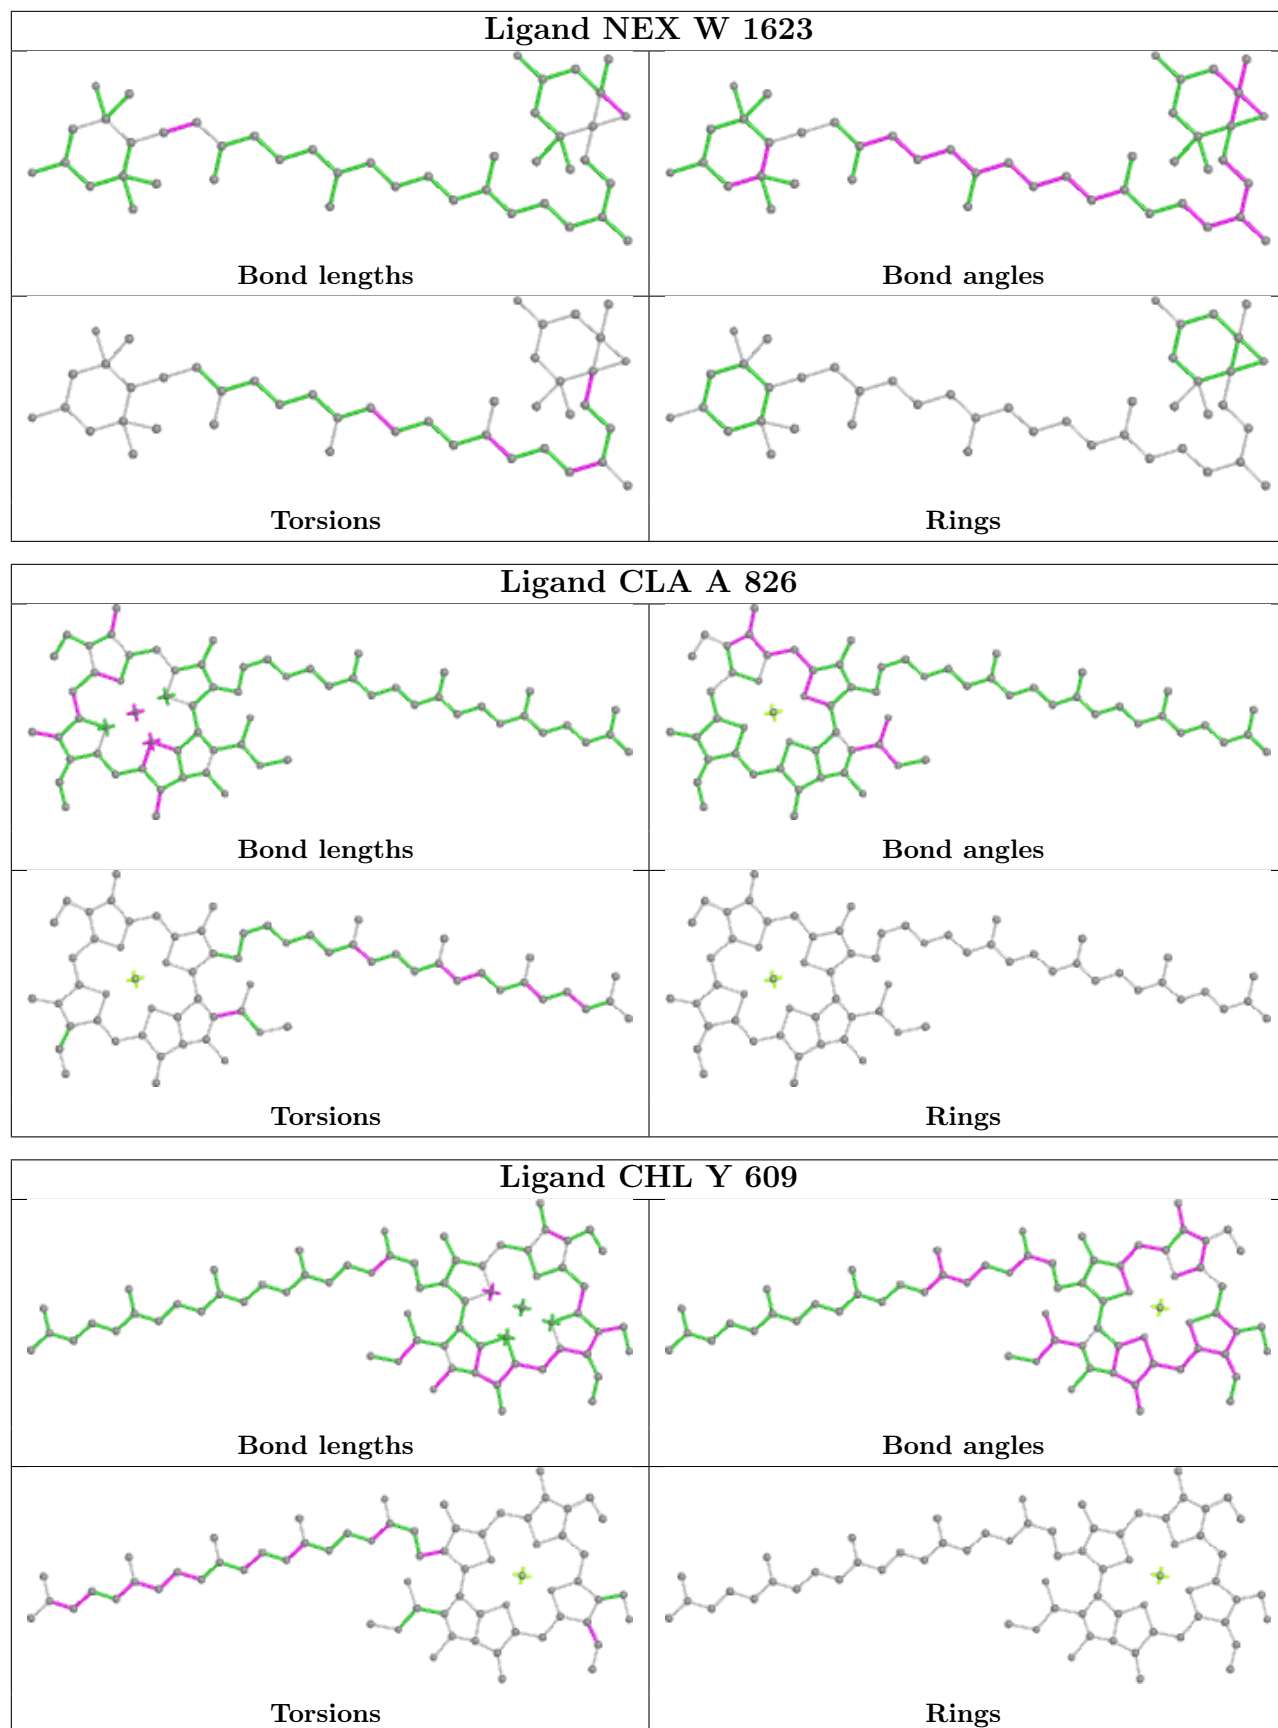 Ligand NEX W 1623
Bond lengths Bond angles
Torsions Rings
Ligand CLA A 826
Bond lengths Bond angles
Torsions Rings
Ligand CHL Y 609
Bond lengths Bond angles
Torsions Rings